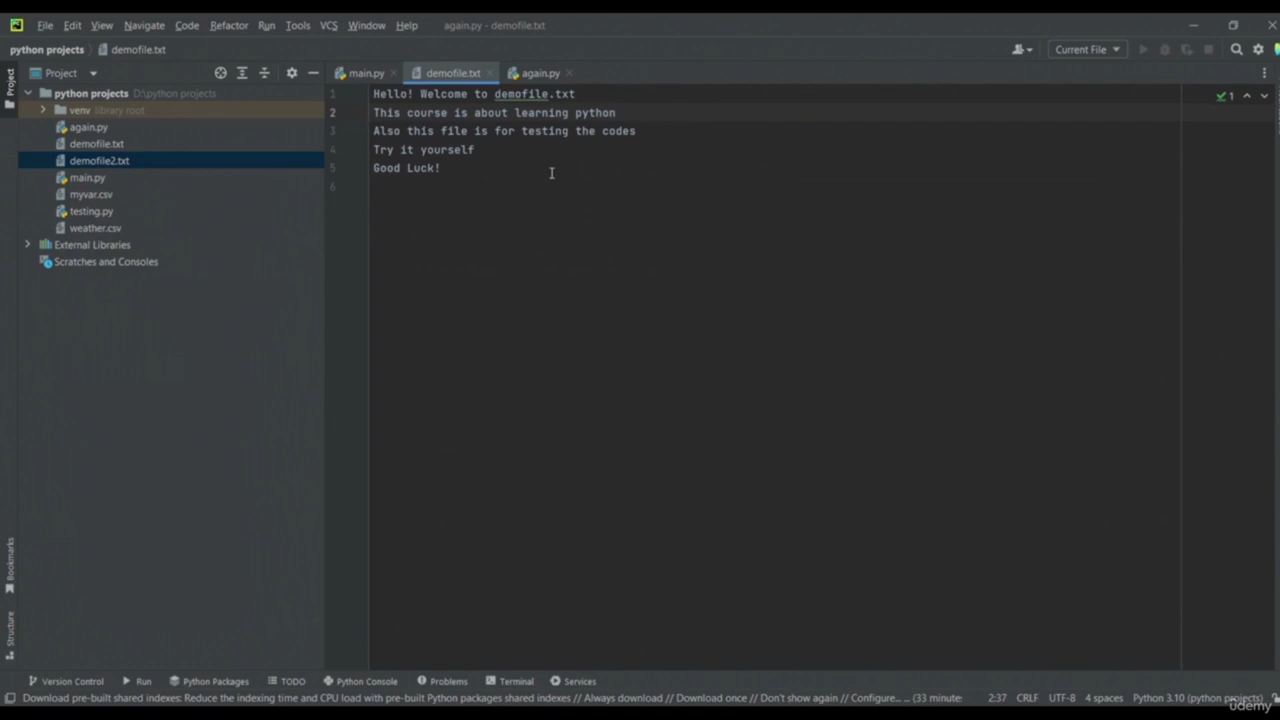 File Edit View Navigate Code Refactor Run Tools VCS Window Help again.py - demofile.txt
python projects demofile.txt Current File
Project main.py demofile.txt again.py
Project
python projects D:\python projects
venv library root
again.py
demofile.txt
demofile2.txt
main.py
myvar.csv
testing.py
weather.csv
External Libraries
Scratches and Consoles
1 Hello! Welcome to demofile.txt
2 This course is about learning python
3 Also this file is for testing the codes
4 Try it yourself
5 Good Luck!
6
1
Bookmarks
Structure
Version Control Run Python Packages TODO Python Console Problems Terminal Services
Download pre-built shared indexes: Reduce the indexing time and CPU load with pre-built Python packages shared indexes // Always download // Download once // Don't show again // Configure... (33 minute 2:37 CRLF UTF-8 4 spaces Python 3.10 (python projects)
udemy